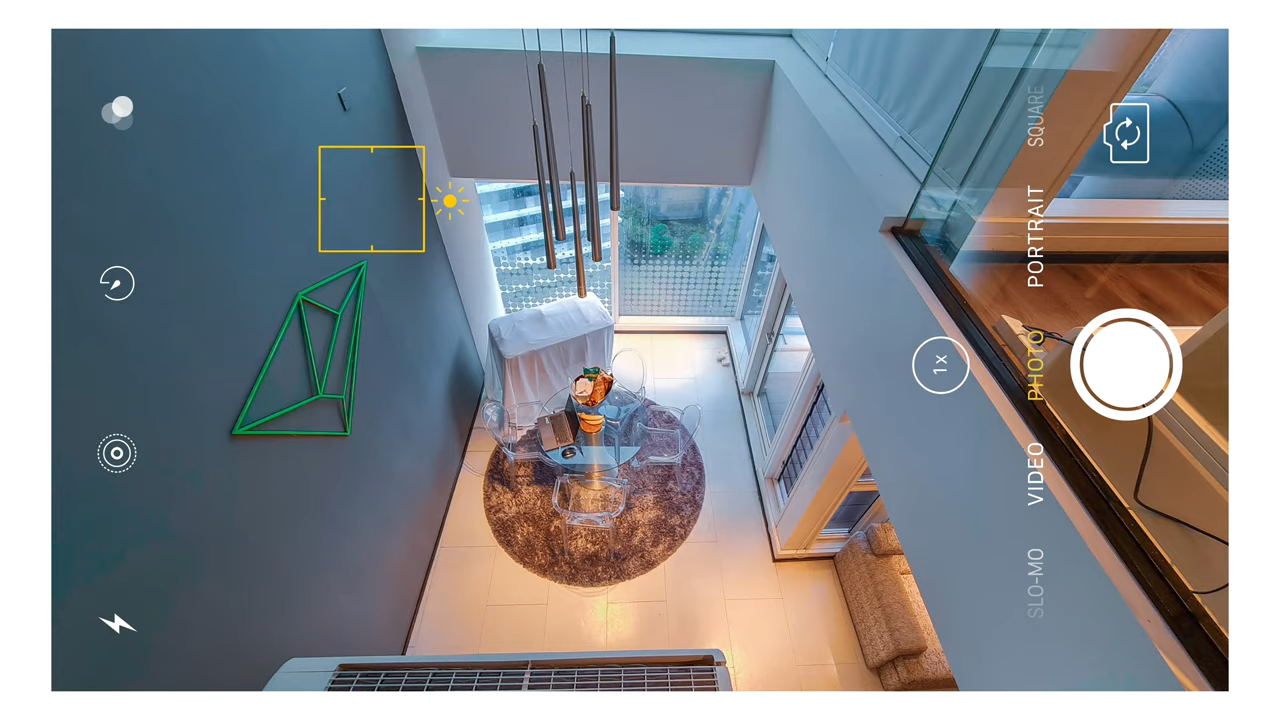 SQUARE
PORTRAIT
PHOTO
VIDEO
SLO-MO
1x